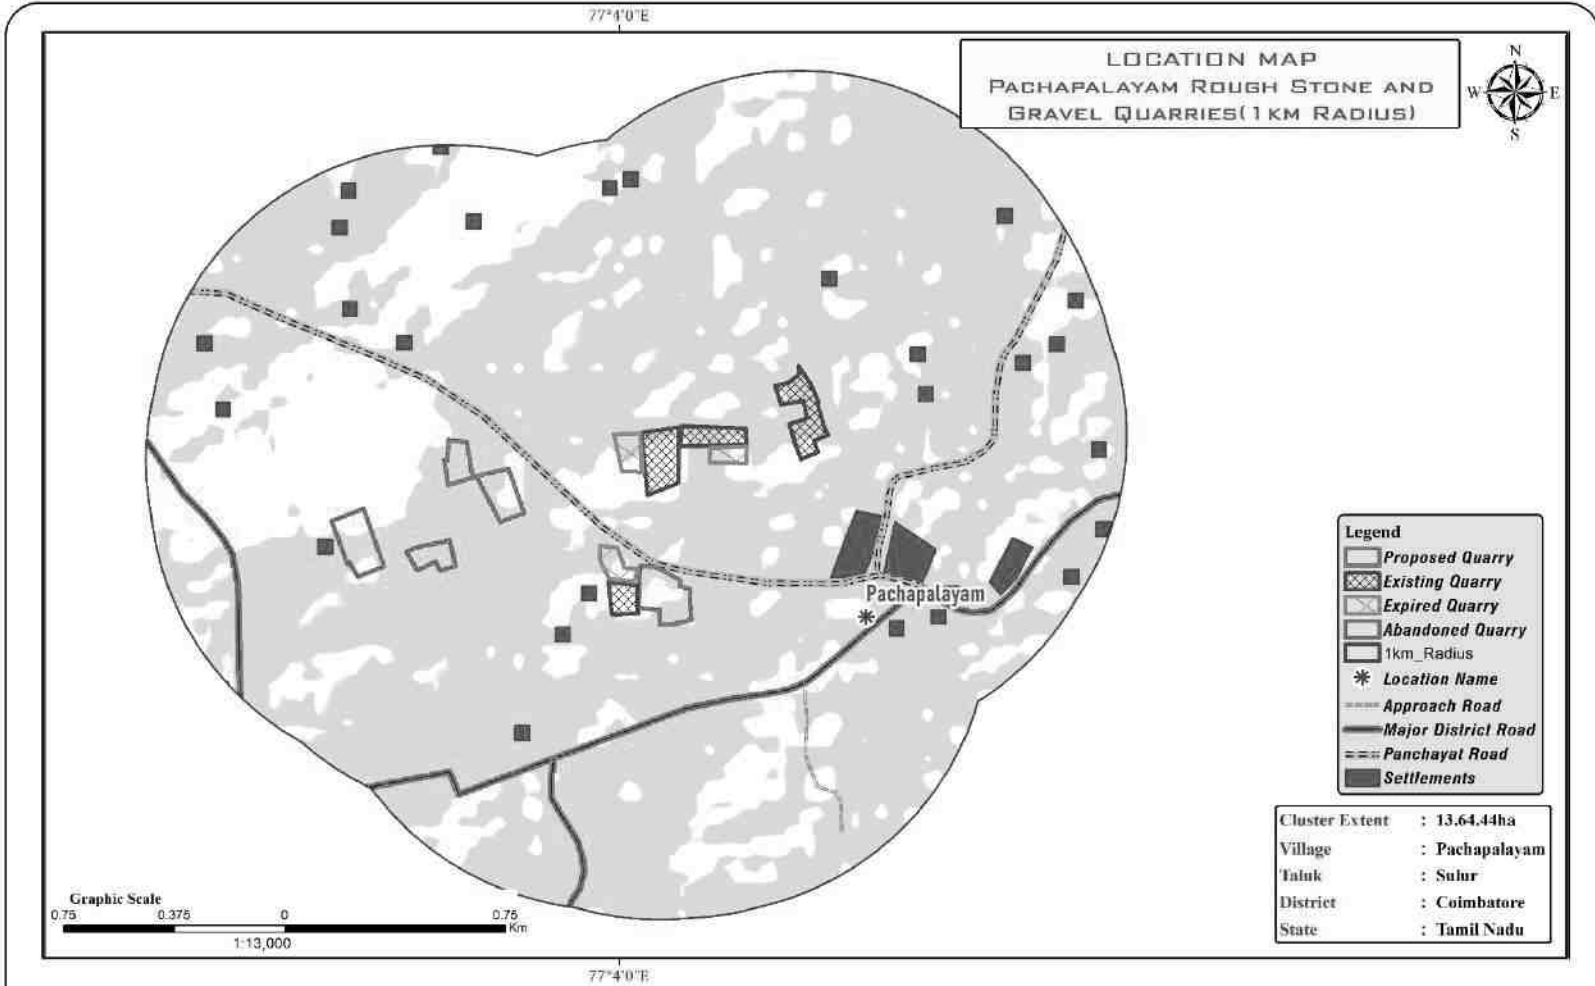 77°4'0"E
LOCATION MAP
PACHAPALAYAM ROUGH STONE AND
GRAVEL QUARRIES(1KM RADIUS)
N
W E
S
Pachapalayam
Legend
Proposed Quarry
Existing Quarry
Expired Quarry
Abandoned Quarry
1km_Radius
Location Name
Approach Road
Major District Road
Panchayat Road
Settlements
Cluster Extent : 13.64.44ha
Village : Pachapalayam
Taluk : Sulur
District : Coimbatore
State : Tamil Nadu
Graphic Scale
0.75 0.375 0 0.75
Km
1:13,000
77°4'0"E